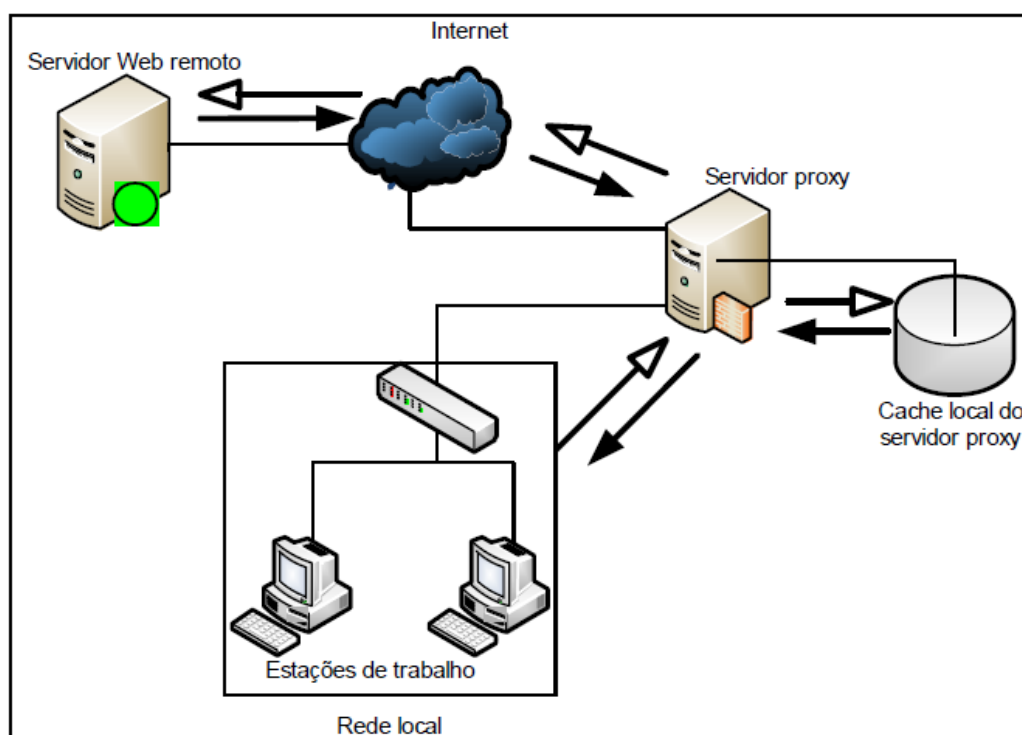 Internet
Servidor Web remoto
Servidor proxy
Cache local do
servidor proxy
Estações de trabalho
Rede local